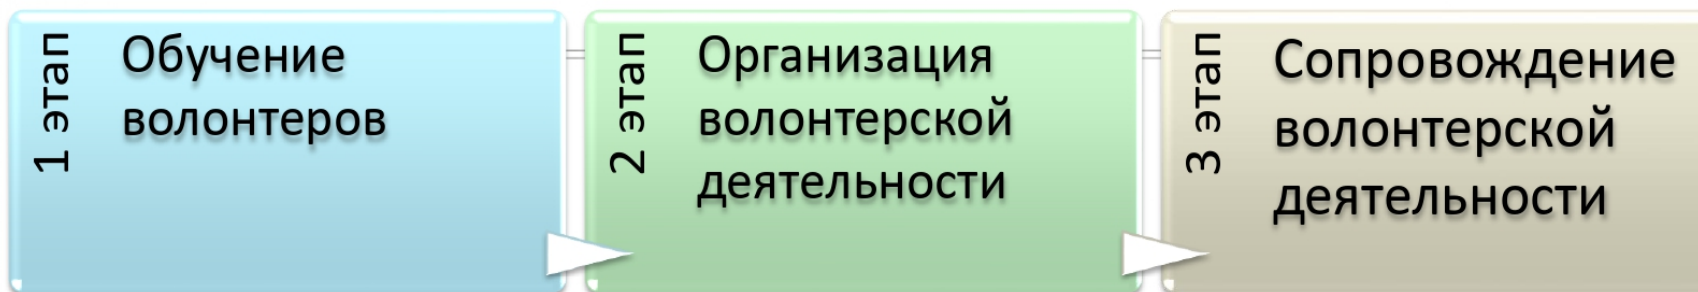 1 этап
Обучение
волонтеров
2 этап
Организация
волонтерской
деятельности
3 этап
Сопровождение
волонтерской
деятельности